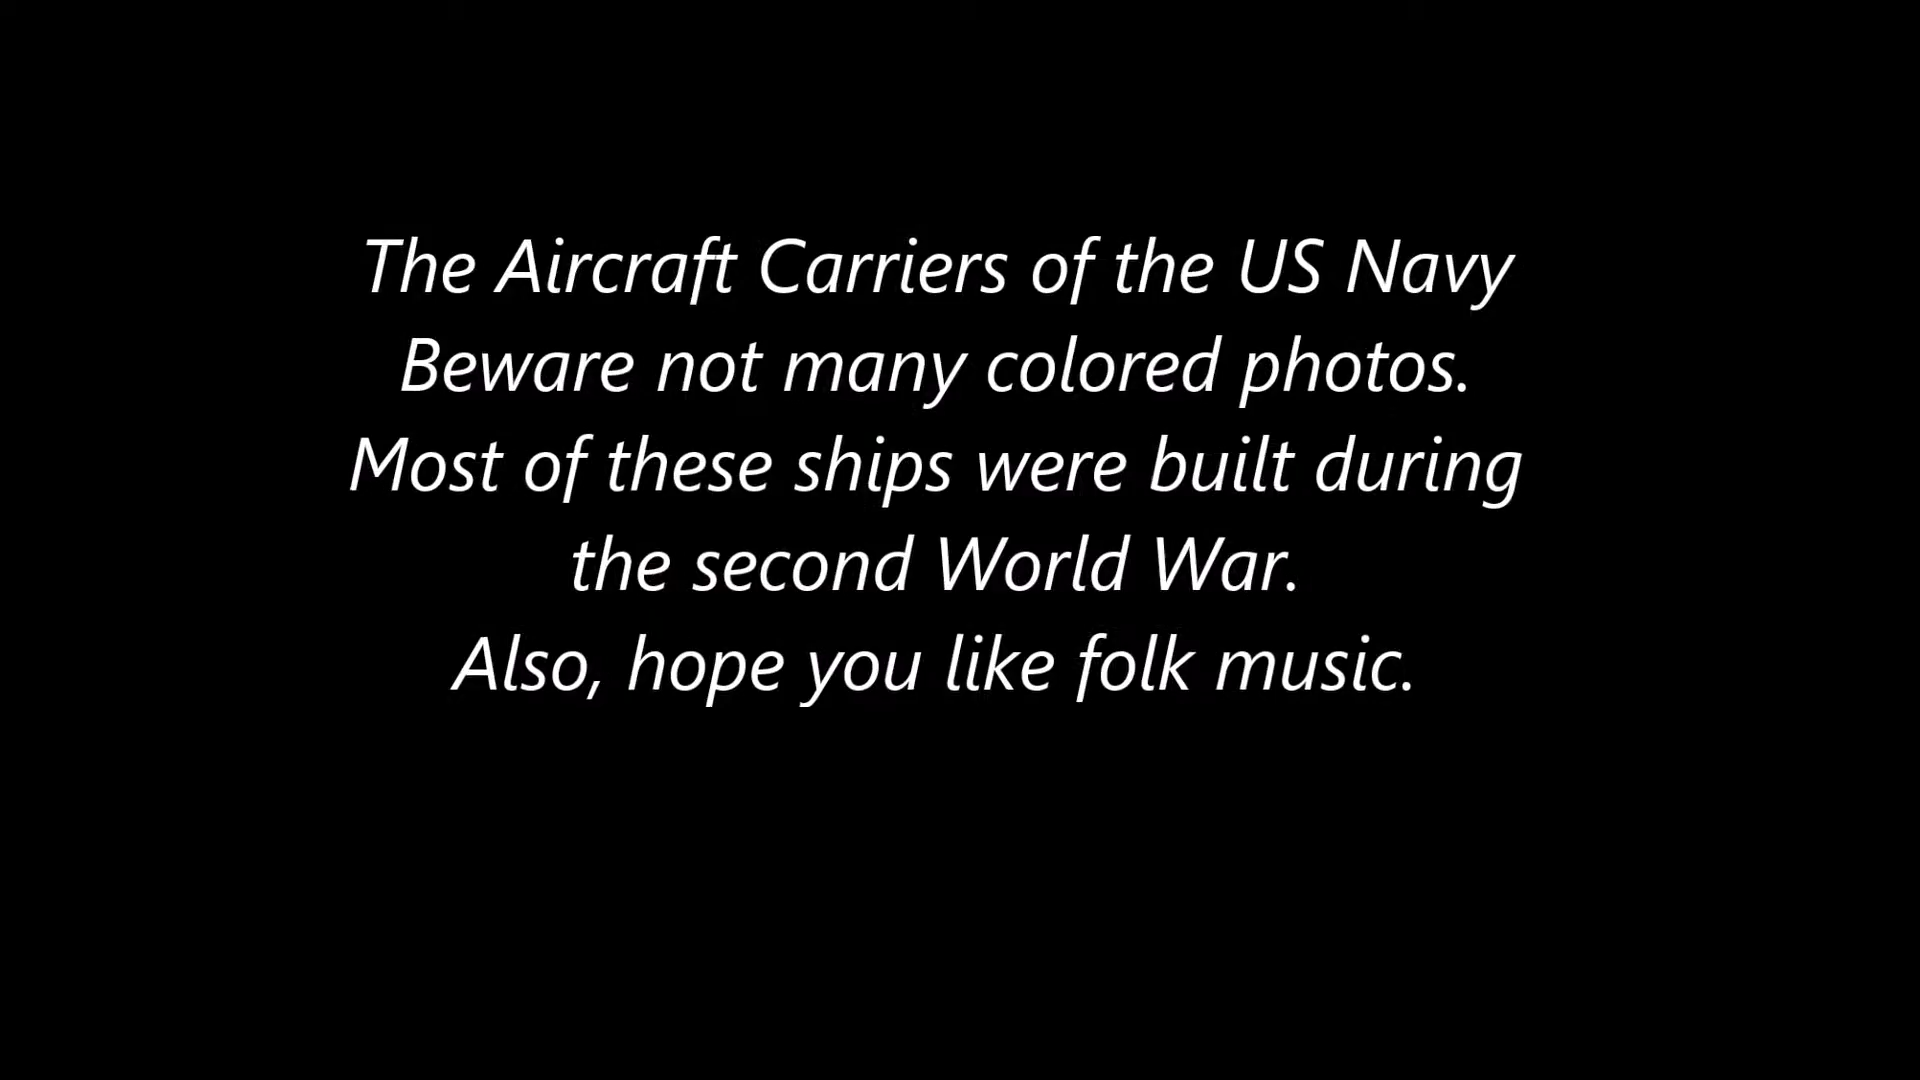 The Aircraft Carriers of the US Navy
Beware not many colored photos.
Most of these ships were built during
the second World War.
Also, hope you like folk music.